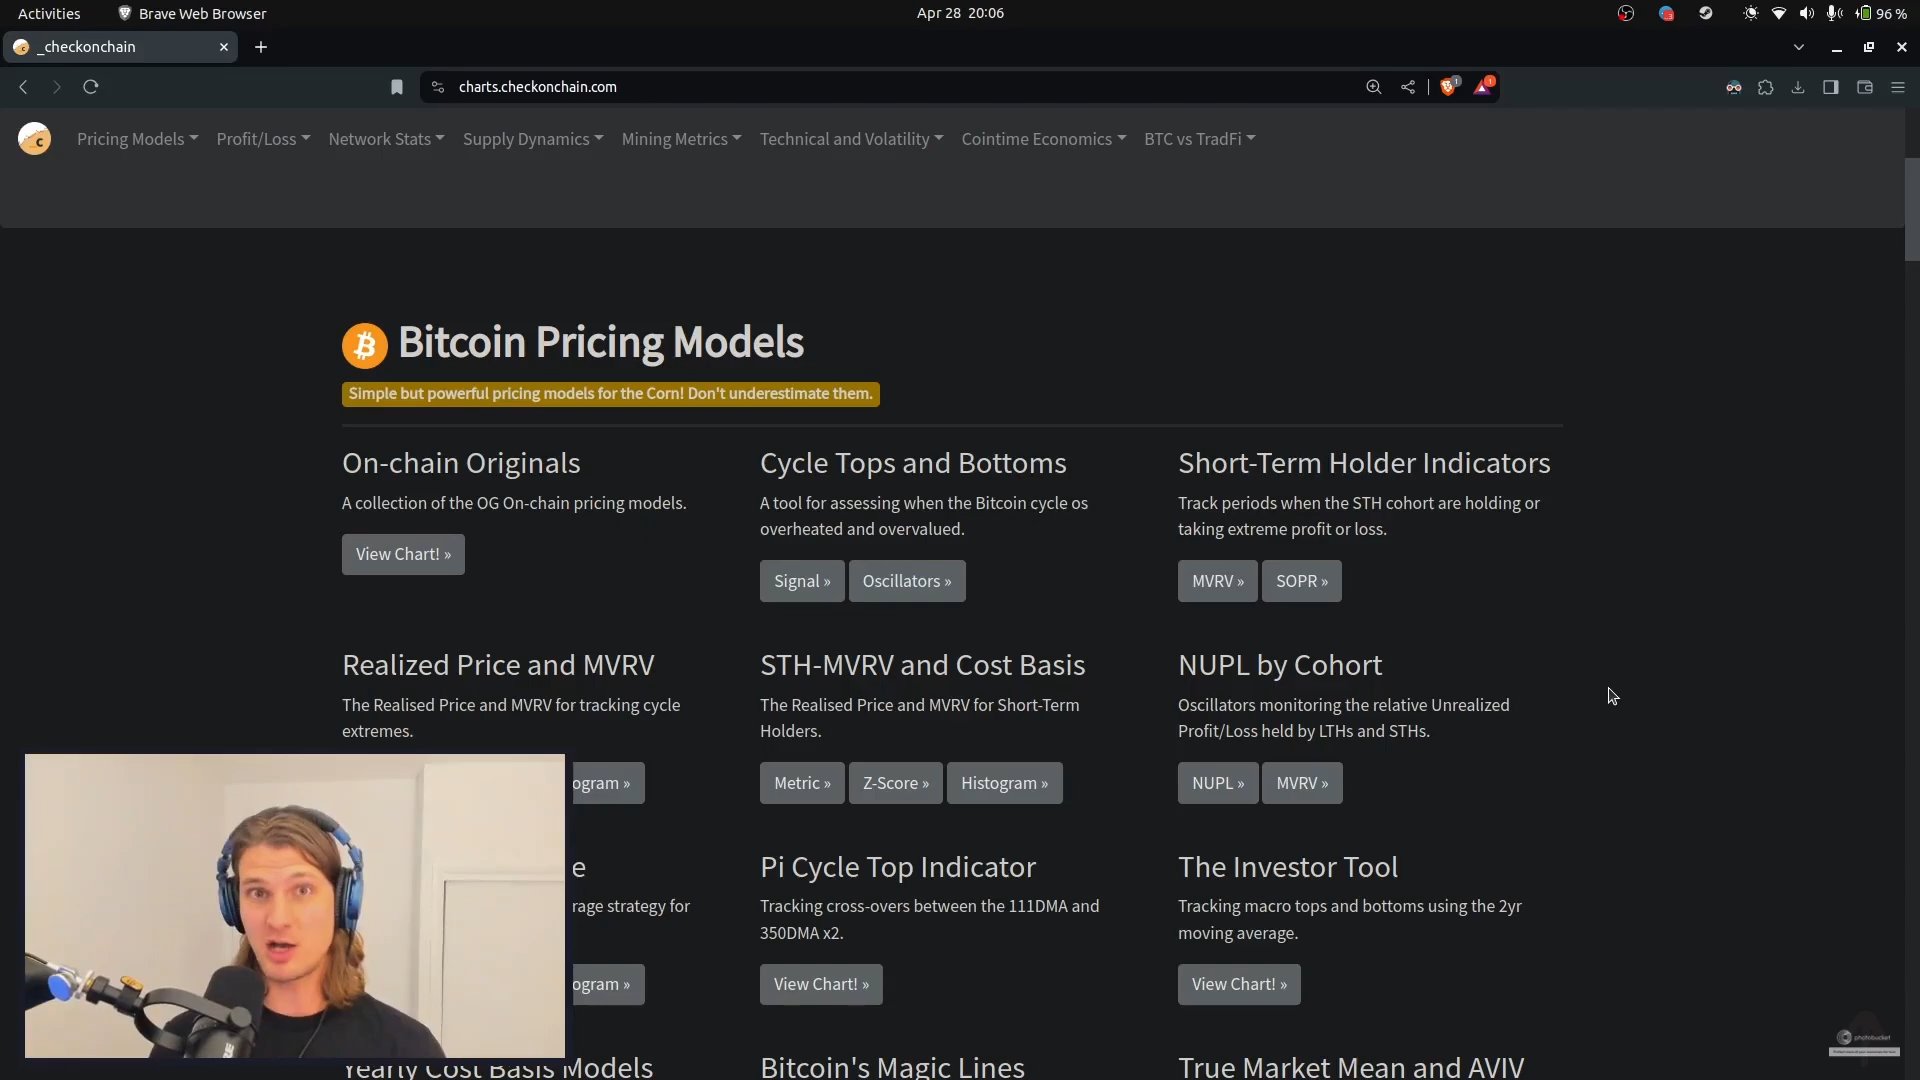 Activities
Brave Web Browser
Apr 28 20:06
96 %
_checkonchain
charts.checkonchain.com
Pricing Models
Profit/Loss
Network Stats
Supply Dynamics
Mining Metrics
Technical and Volatility
Cointime Economics
BTC vs TradFi
Bitcoin Pricing Models
Simple but powerful pricing models for the Corn! Don't underestimate them.
On-chain Originals
A collection of the OG On-chain pricing models.
View Chart! »
Cycle Tops and Bottoms
A tool for assessing when the Bitcoin cycle os
overheated and overvalued.
Signal » Oscillators »
Short-Term Holder Indicators
Track periods when the STH cohort are holding or
taking extreme profit or loss.
MVRV » SOPR »
Realized Price and MVRV
The Realised Price and MVRV for tracking cycle
extremes.
ogram »
STH-MVRV and Cost Basis
The Realised Price and MVRV for Short-Term
Holders.
Metric » Z-Score » Histogram »
NUPL by Cohort
Oscillators monitoring the relative Unrealized
Profit/Loss held by LTHs and STHs.
NUPL » MVRV »
e
rage strategy for
ogram »
Pi Cycle Top Indicator
Tracking cross-overs between the 111DMA and
350DMA x2.
View Chart! »
The Investor Tool
Tracking macro tops and bottoms using the 2yr
moving average.
View Chart! »
Yearly Cost Basis Models
Bitcoin's Magic Lines
True Market Mean and AVIV
photobucket